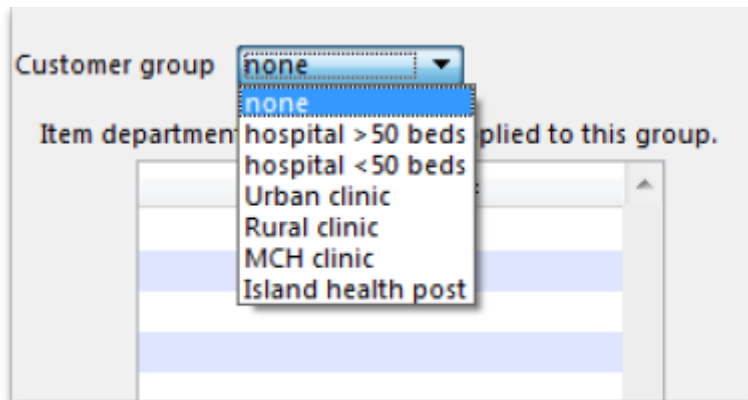 Customer group none
none
Item departmen plied to this group.
hospital >50 beds
hospital <50 beds
Urban clinic
Rural clinic
MCH clinic
Island health post